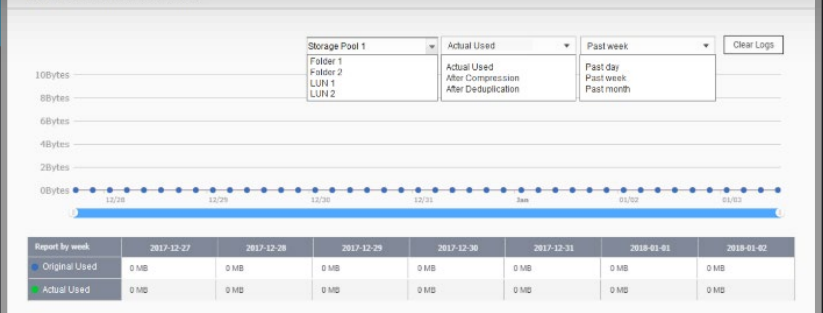 Storage Pool 1 Actual Used Past week Clear Logs
Folder 1 Actual Used Past day
Folder 2 After Compression Past week
LUN 1 After Deduplication Past month
LUN 2
10Bytes
8Bytes
6Bytes
4Bytes
2Bytes
0Bytes
12/28 12/29 12/30 12/31 Jan 01/02 01/03
Report by week 2017-12-27 2017-12-28 2017-12-29 2017-12-30 2017-12-31 2018-01-01 2018-01-02
Original Used 0 MB 0 MB 0 MB 0 MB 0 MB 0 MB 0 MB
Actual Used 0 MB 0 MB 0 MB 0 MB 0 MB 0 MB 0 MB